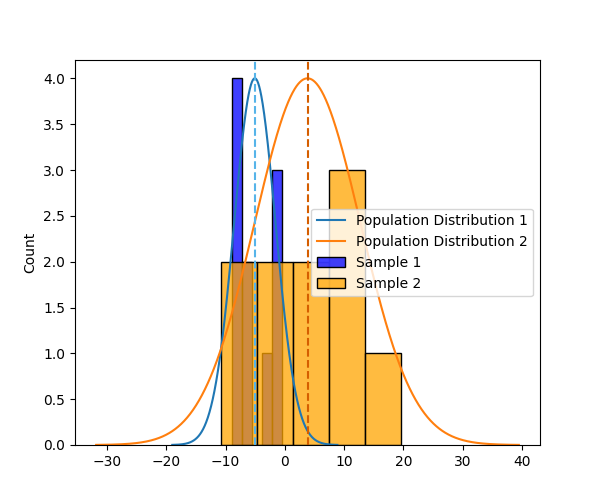 4.0
3.5
3.0
2.5
2.0
1.5
1.0
0.5
0.0
Count
Population Distribution 1
Population Distribution 2
Sample 1
Sample 2
−30 −20 −10 0 10 20 30 40